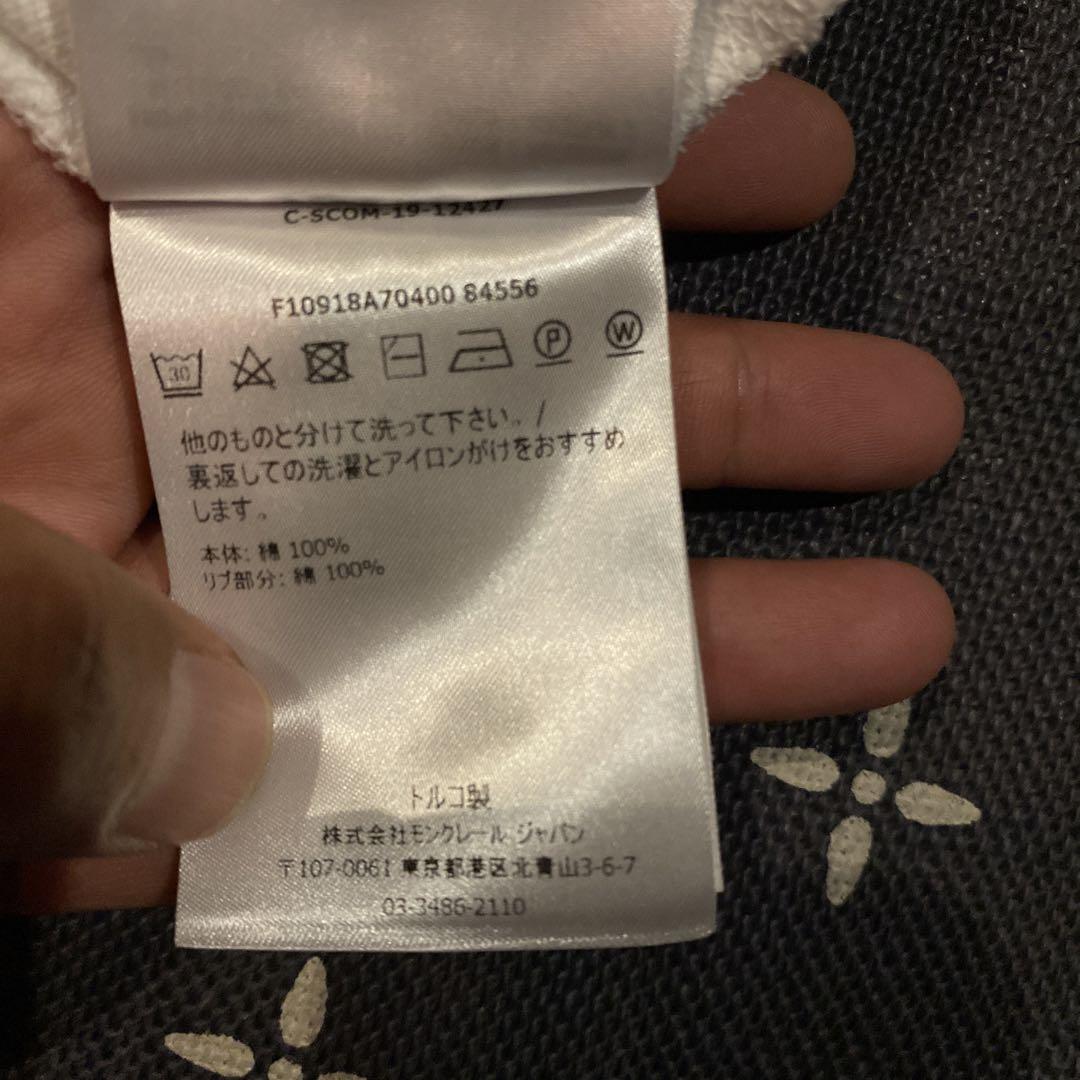 C-SCOM-19-12427
F10918A70400 84556
30 P W
他のものと分けて洗って下さい。/
裏返しての洗濯とアイロンがけをおすすめ
します。
本体: 綿 100%
リブ部分: 綿 100%
トルコ製
株式会社モンクレール ジャパン
〒107-0061 東京都港区北青山3-6-7
03-3486-2110